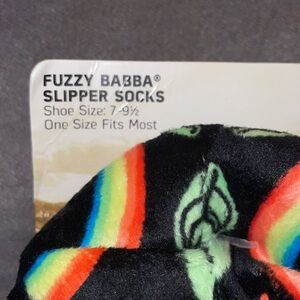 FUZZY BABBA®
SLIPPER SOCKS
Shoe Size: 7-9½
One Size Fits Most